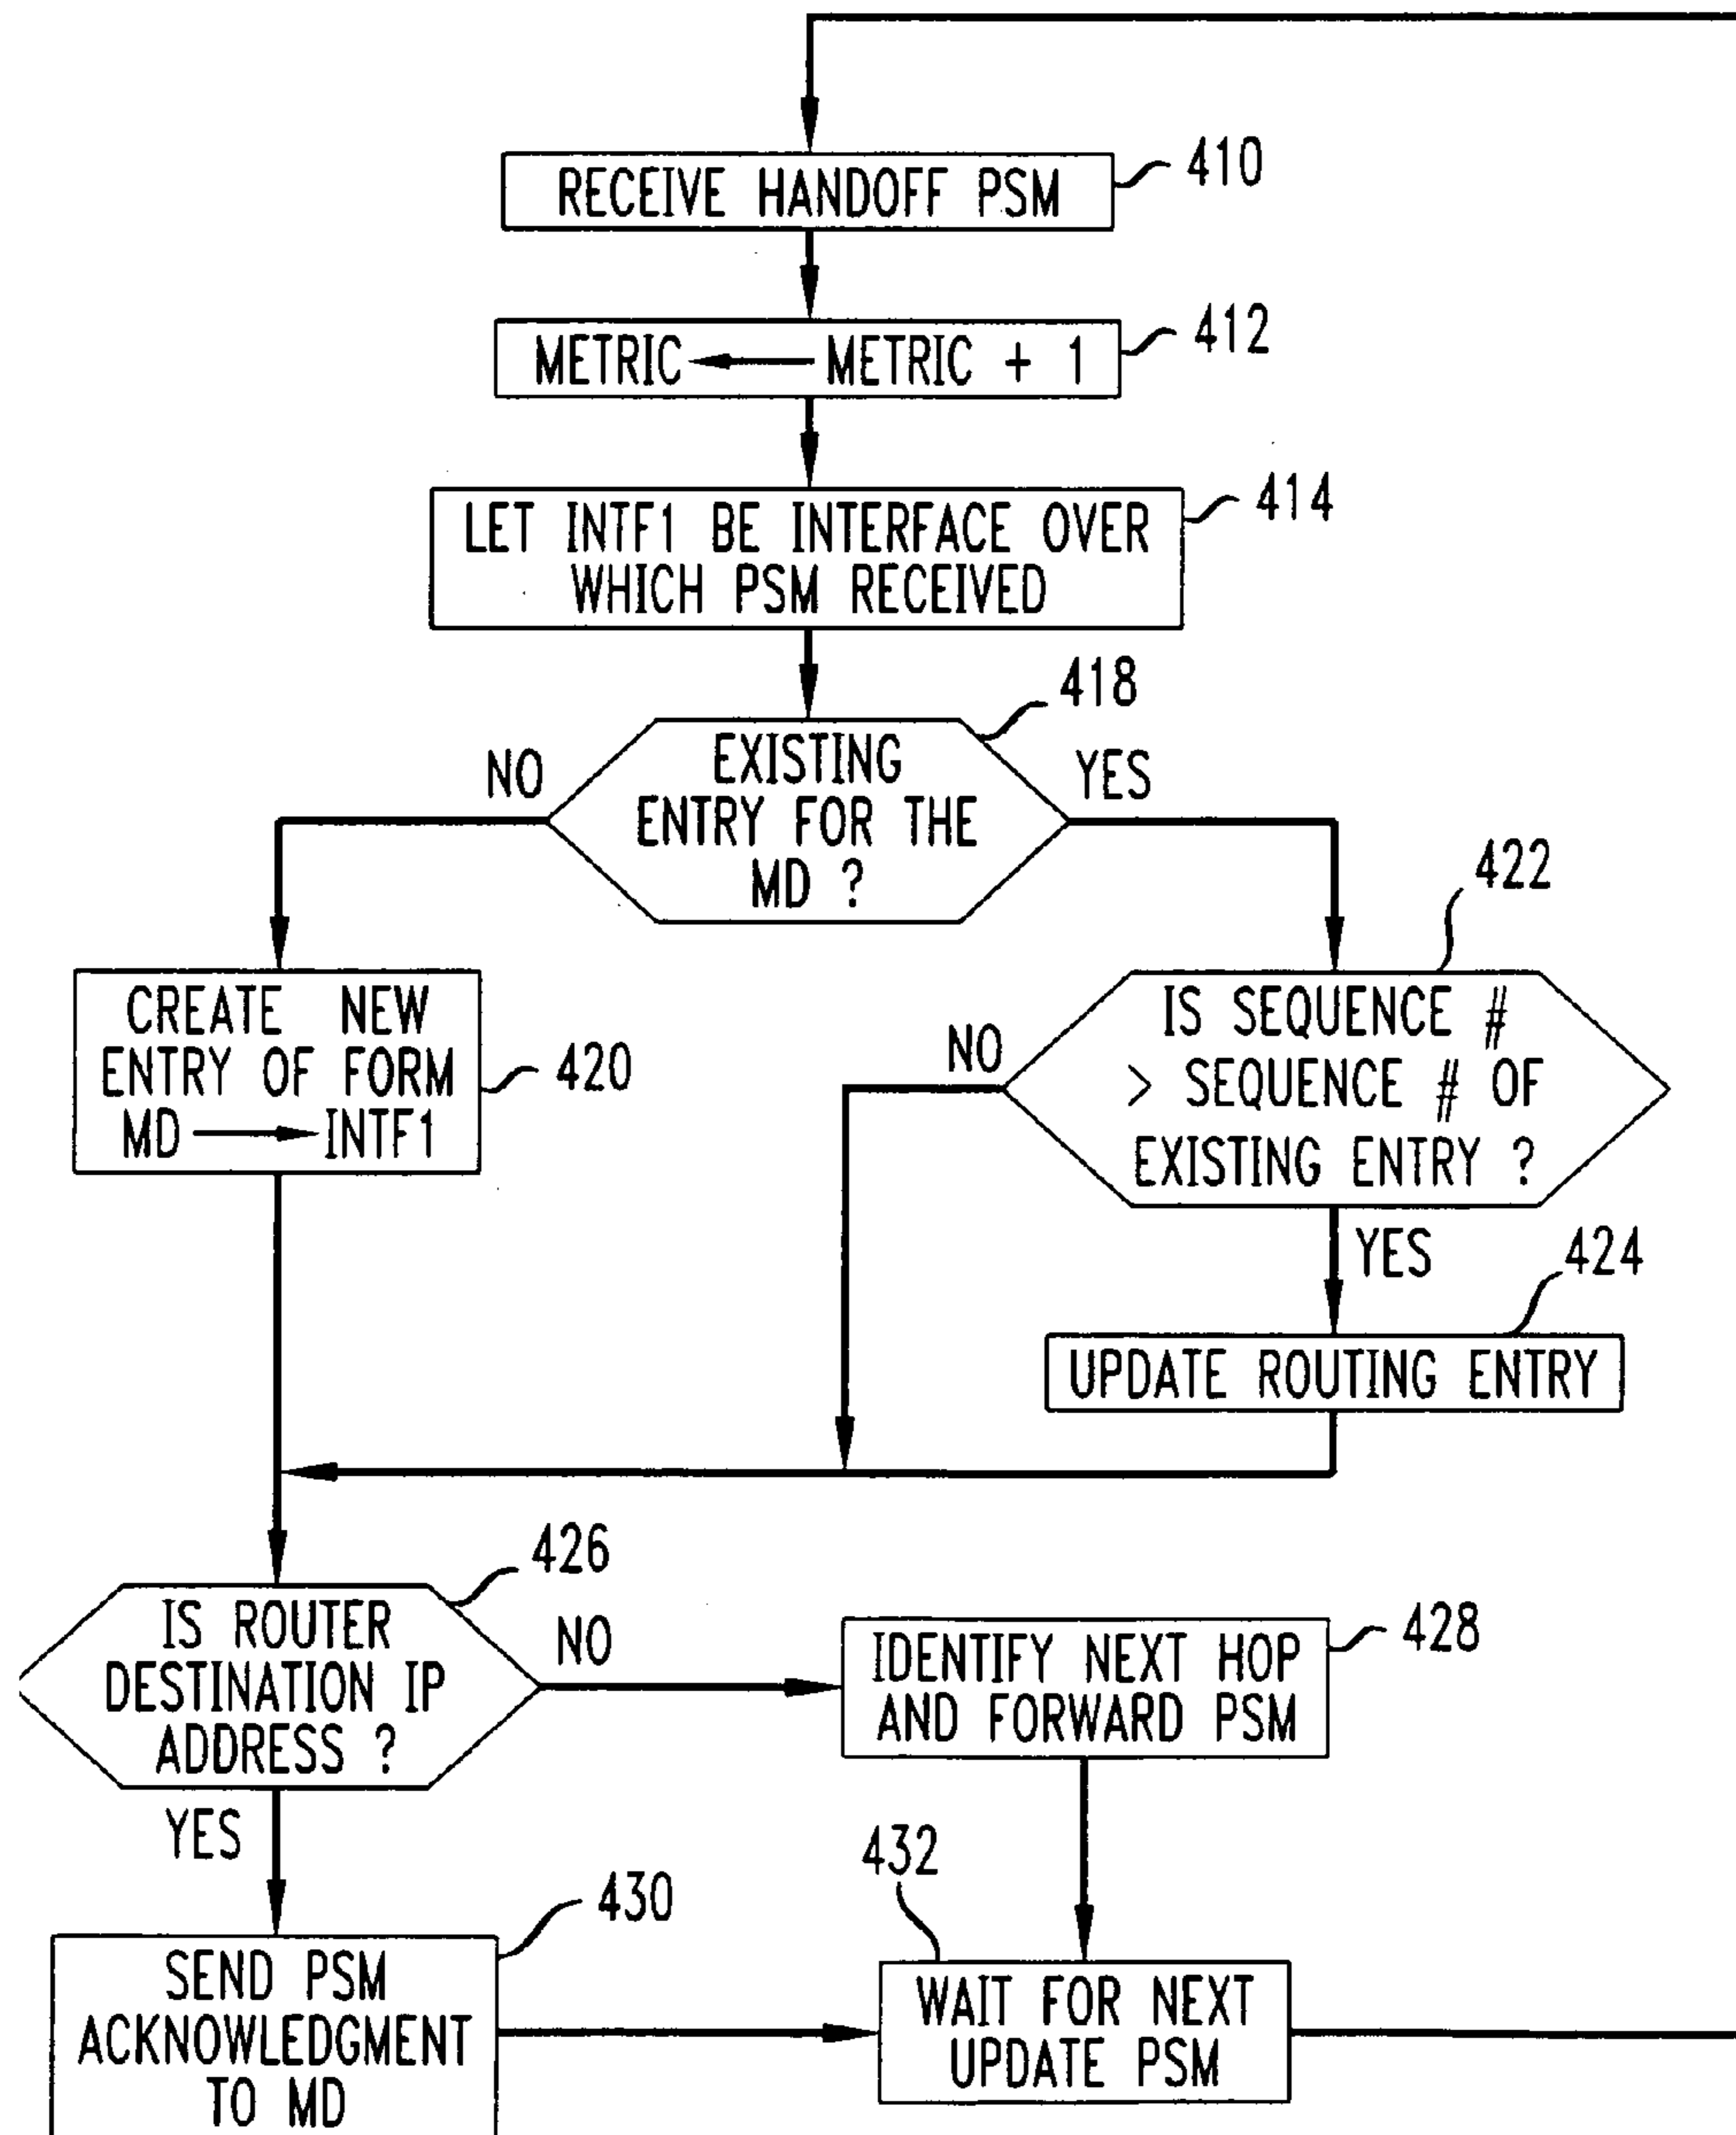 RECEIVE HANDOFF PSM
410
METRIC ← METRIC + 1
412
LET INTF1 BE INTERFACE OVER
WHICH PSM RECEIVED
414
418
NO
EXISTING
ENTRY FOR THE
MD ?
YES
422
CREATE NEW
ENTRY OF FORM
MD → INTF1
420
NO
IS SEQUENCE #
> SEQUENCE # OF
EXISTING ENTRY ?
YES
424
UPDATE ROUTING ENTRY
426
IS ROUTER
DESTINATION IP
ADDRESS ?
NO
IDENTIFY NEXT HOP
AND FORWARD PSM
428
YES
432
430
SEND PSM
ACKNOWLEDGMENT
TO MD
WAIT FOR NEXT
UPDATE PSM